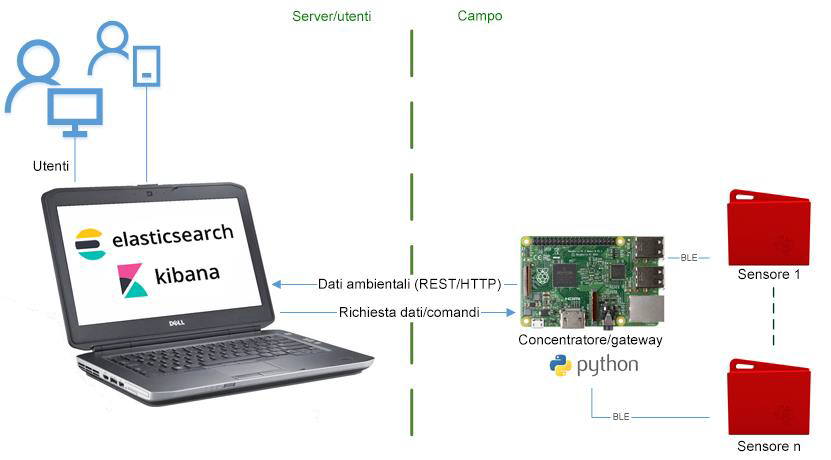 Server/utenti
Campo
Utenti
elasticsearch
kibana
DELL
Dati ambientali (REST/HTTP)
Richiesta dati/comandi
BLE
Sensore 1
Concentratore/gateway
python
BLE
Sensore n